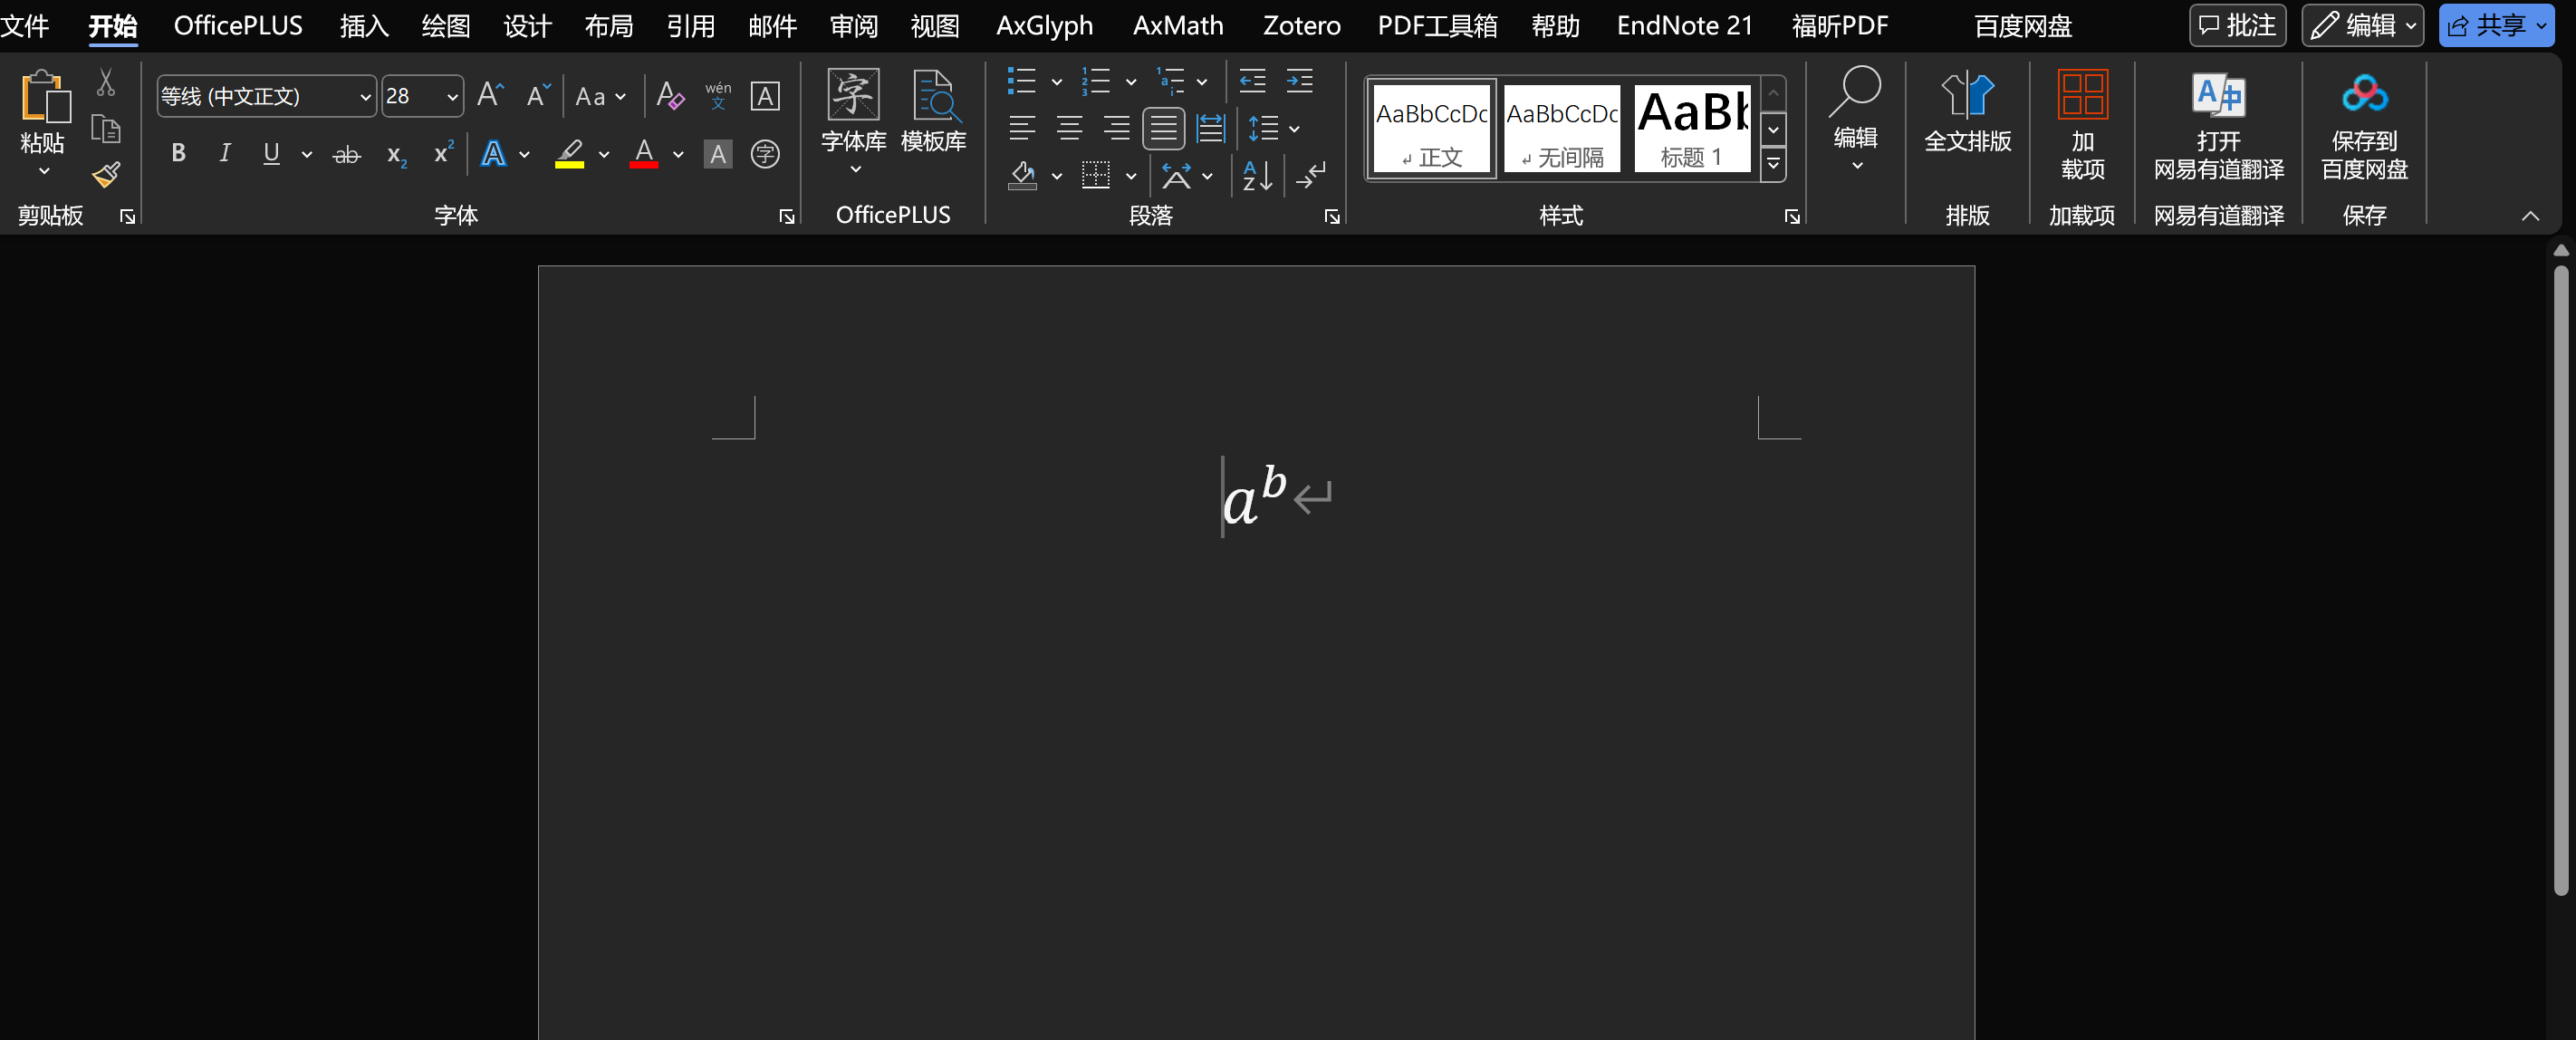 文件 开始 OfficePLUS 插入 绘图 设计 布局 引用 邮件 审阅 视图 AxGlyph AxMath Zotero PDF工具箱 帮助 EndNote 21 福昕PDF 百度网盘 批注 编辑 共享
粘贴
剪贴板
等线 (中文正文) 28 A A Aa A wén 文 A
B I U ab x2 x² A A A 字
字体
字 字体库 模板库
OfficePLUS
段落
AaBbCcDc AaBbCcDc AaBb
↲ 正文 ↲ 无间隔 标题 1
样式
编辑
全文排版
排版
加
载项
加载项
打开
网易有道翻译
网易有道翻译
保存到
百度网盘
保存
a^b↵